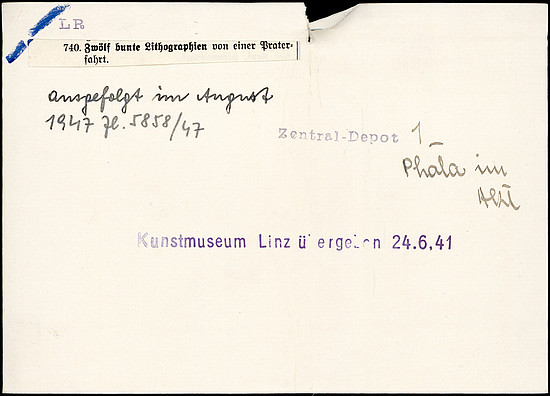 LR
740. Zwölf bunte Lithographien von einer Prater-
fahrt.
ausgefolgt im August
1947 Zl. 5858/47
Zentral-Depot 1
im
Kunstmuseum Linz übergeben 24.6.41